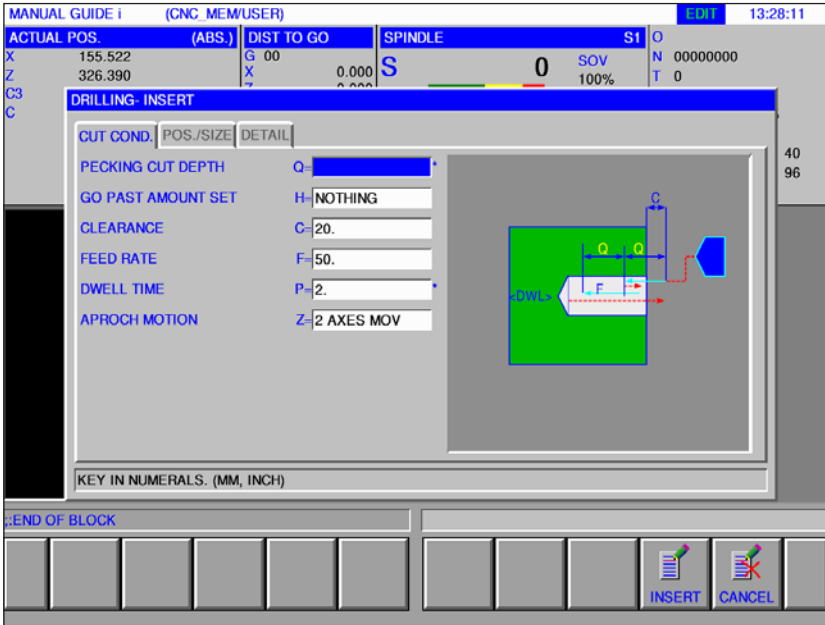 MANUAL GUIDE i (CNC_MEM/USER) EDIT 13:28:11
ACTUAL POS. (ABS.) DIST TO GO SPINDLE S1 O
X 155.522 G 00 S 0 SOV N 00000000
Z 326.390 X 0.000 100% T 0
C3
C
DRILLING- INSERT
CUT COND. POS./SIZE DETAIL
PECKING CUT DEPTH Q= *
GO PAST AMOUNT SET H=NOTHING
CLEARANCE C=20.
FEED RATE F=50.
DWELL TIME P=2. *
APROCH MOTION Z=2 AXES MOV
C
Q Q
<DWL> F
40
96
KEY IN NUMERALS. (MM, INCH)
;:END OF BLOCK
INSERT CANCEL